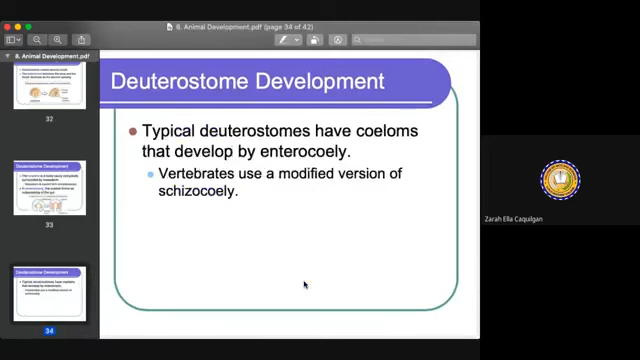 8. Animal Development.pdf (page 34 of 42)
Search
8. Animal Development.pdf
32
Deuterostome Development
33
Deuterostome Development
34
Deuterostome Development
Typical deuterostomes have coeloms
that develop by enterocoely.
Vertebrates use a modified version of
schizocoely.
Zarah Ella Caquilgan